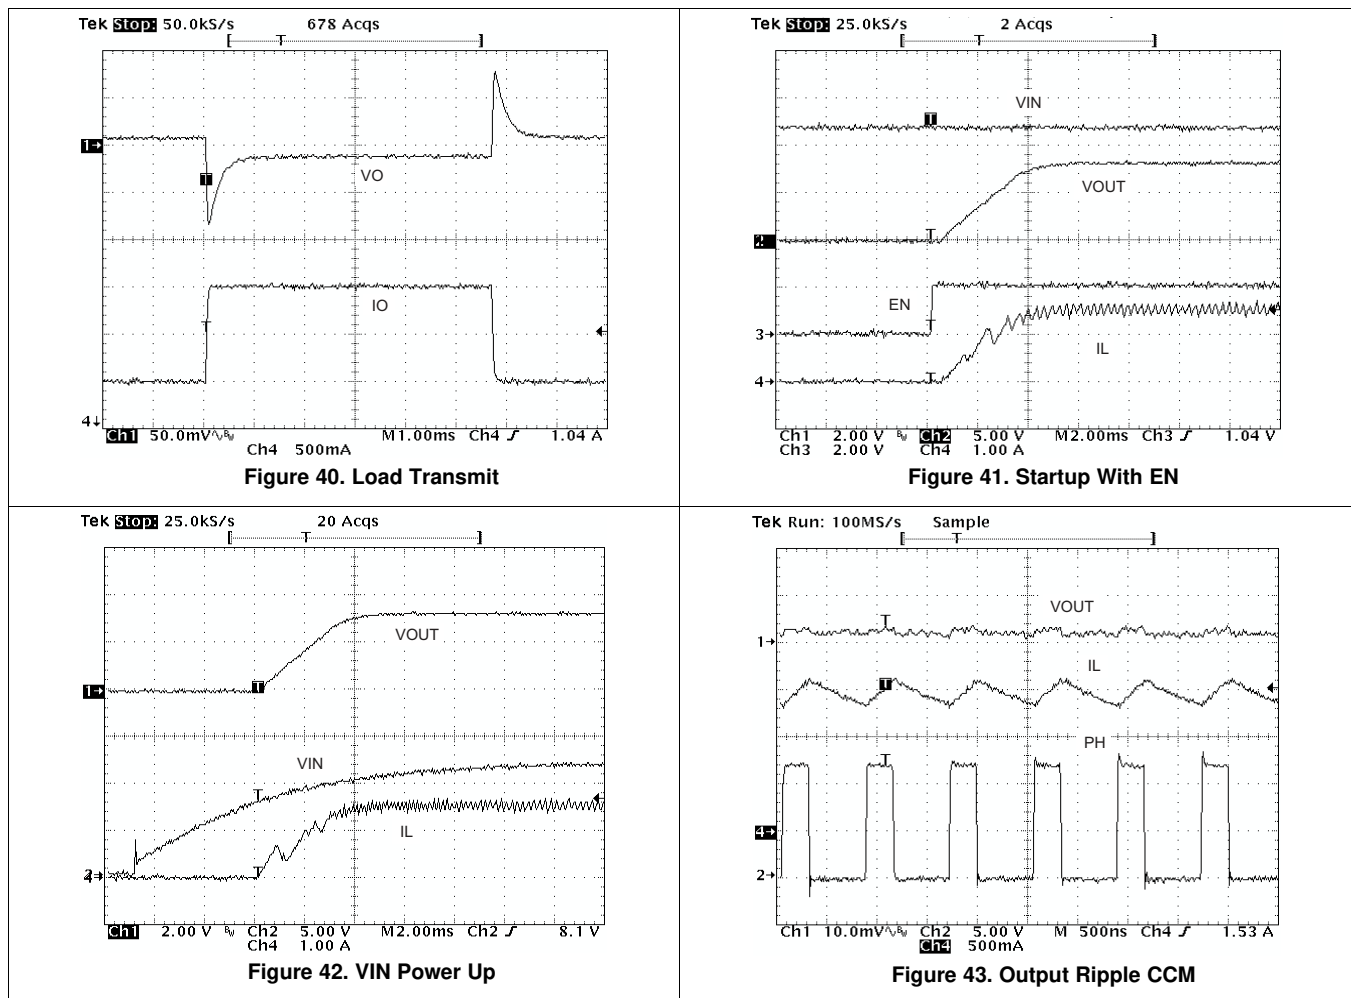 Tek Stop: 50.0kS/s 678 Acqs
T
1→
T
VO
IO
T
4↓
Ch1 50.0mV∿BW M1.00ms Ch4 ʃ 1.04 A
Ch4 500mA
Figure 40. Load Transmit
Tek Stop: 25.0kS/s 2 Acqs
T
VIN
T
VOUT
2→
T
EN
T
3→
IL
4→
T
Ch1 2.00 V BW Ch2 5.00 V M2.00ms Ch3 ʃ 1.04 V
Ch3 2.00 V Ch4 1.00 A
Figure 41. Startup With EN
Tek Stop: 25.0kS/s 20 Acqs
T
VOUT
1→
T
VIN
T
IL
T
2→
4
Ch1 2.00 V BW Ch2 5.00 V M2.00ms Ch2 ʃ 8.1 V
Ch4 1.00 A
Figure 42. VIN Power Up
Tek Run: 100MS/s Sample
T
VOUT
T
1→
IL
T
PH
T
4→
2→
Ch1 10.0mV∿BW Ch2 5.00 V M 500ns Ch4 ʃ 1.53 A
Ch4 500mA
Figure 43. Output Ripple CCM